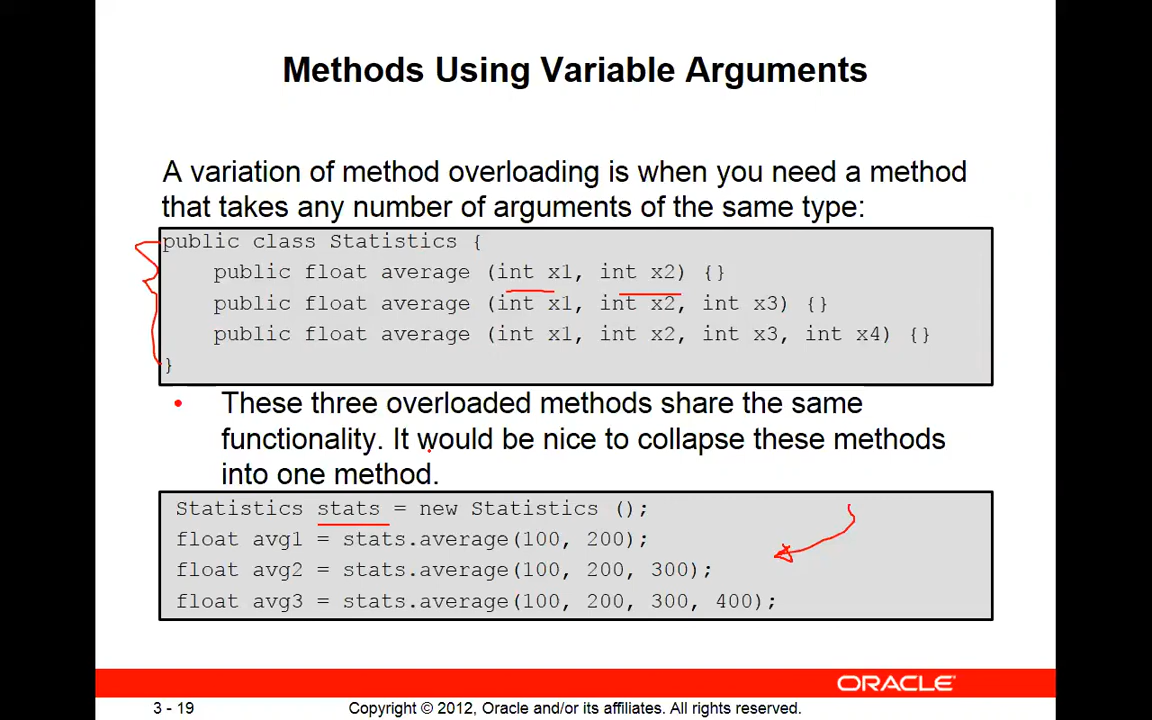 Methods Using Variable Arguments
A variation of method overloading is when you need a method
that takes any number of arguments of the same type:
public class Statistics {
public float average (int x1, int x2) {}
public float average (int x1, int x2, int x3) {}
public float average (int x1, int x2, int x3, int x4) {}
}
• These three overloaded methods share the same
functionality. It would be nice to collapse these methods
into one method.
Statistics stats = new Statistics ();
float avg1 = stats.average(100, 200);
float avg2 = stats.average(100, 200, 300);
float avg3 = stats.average(100, 200, 300, 400);
ORACLE
3 - 19 Copyright © 2012, Oracle and/or its affiliates. All rights reserved.